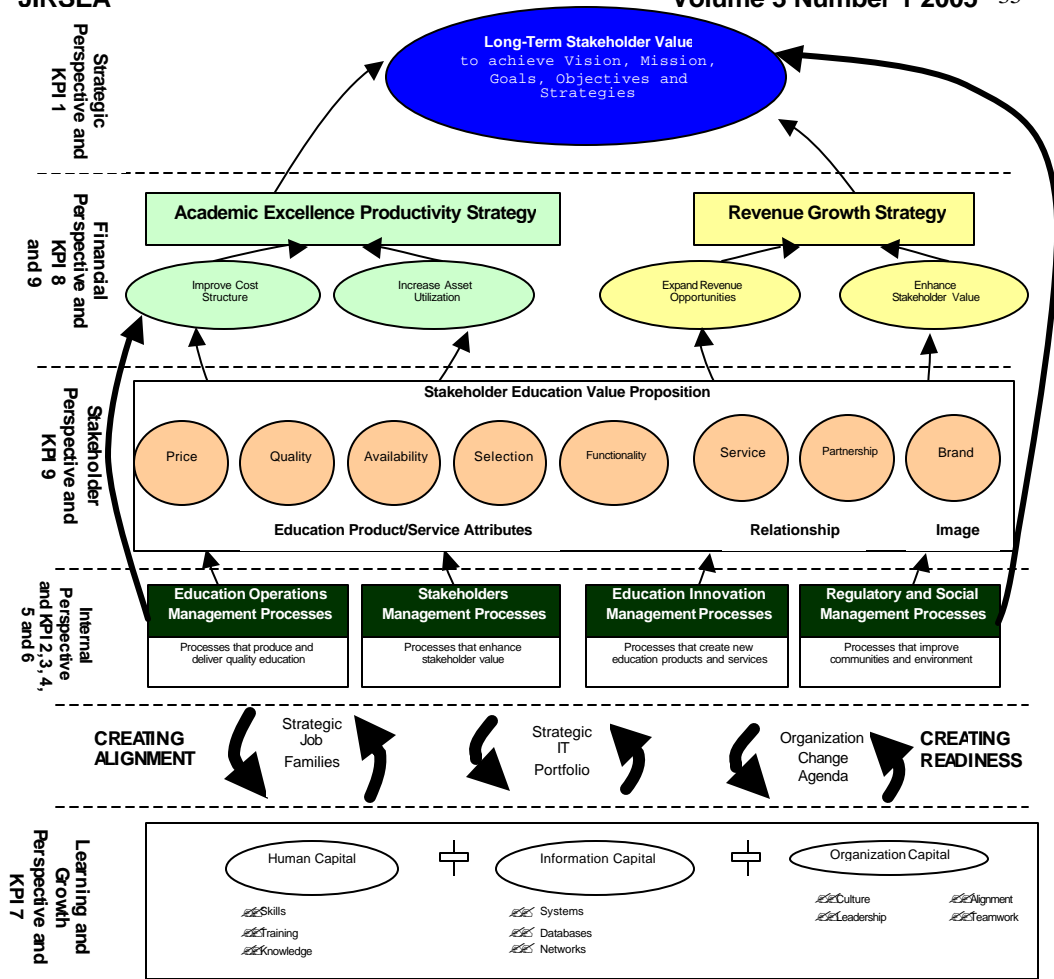 JIRSEA
Volume 5 Number 1 2005
Strategic
Perspective and
KPI 1
Long-Term Stakeholder Value
to achieve Vision, Mission,
Goals, Objectives and
Strategies
Financial
Perspective and
KPI 8
and 9
Academic Excellence Productivity Strategy
Revenue Growth Strategy
Improve Cost
Structure
Increase Asset
Utilization
Expand Revenue
Opportunities
Enhance
Stakeholder Value
Stakeholder
Perspective and
KPI 9
Stakeholder Education Value Proposition
Price
Quality
Availability
Selection
Functionality
Service
Partnership
Brand
Education Product/Service Attributes
Relationship
Image
Internal
Perspective
and KPI 2,3, 4,
5 and 6
Education Operations
Management Processes
Processes that produce and
deliver quality education
Stakeholders
Management Processes
Processes that enhance
stakeholder value
Education Innovation
Management Processes
Processes that create new
education products and services
Regulatory and Social
Management Processes
Processes that improve
communities and environment
CREATING
ALIGNMENT
Strategic
Job
Families
Strategic
IT
Portfolio
Organization
Change
Agenda
CREATING
READINESS
Learning and
Growth
Perspective and
KPI 7
Human Capital
Skills
Training
Knowledge
Information Capital
Systems
Databases
Networks
Organization Capital
Culture
Leadership
Alignment
Teamwork